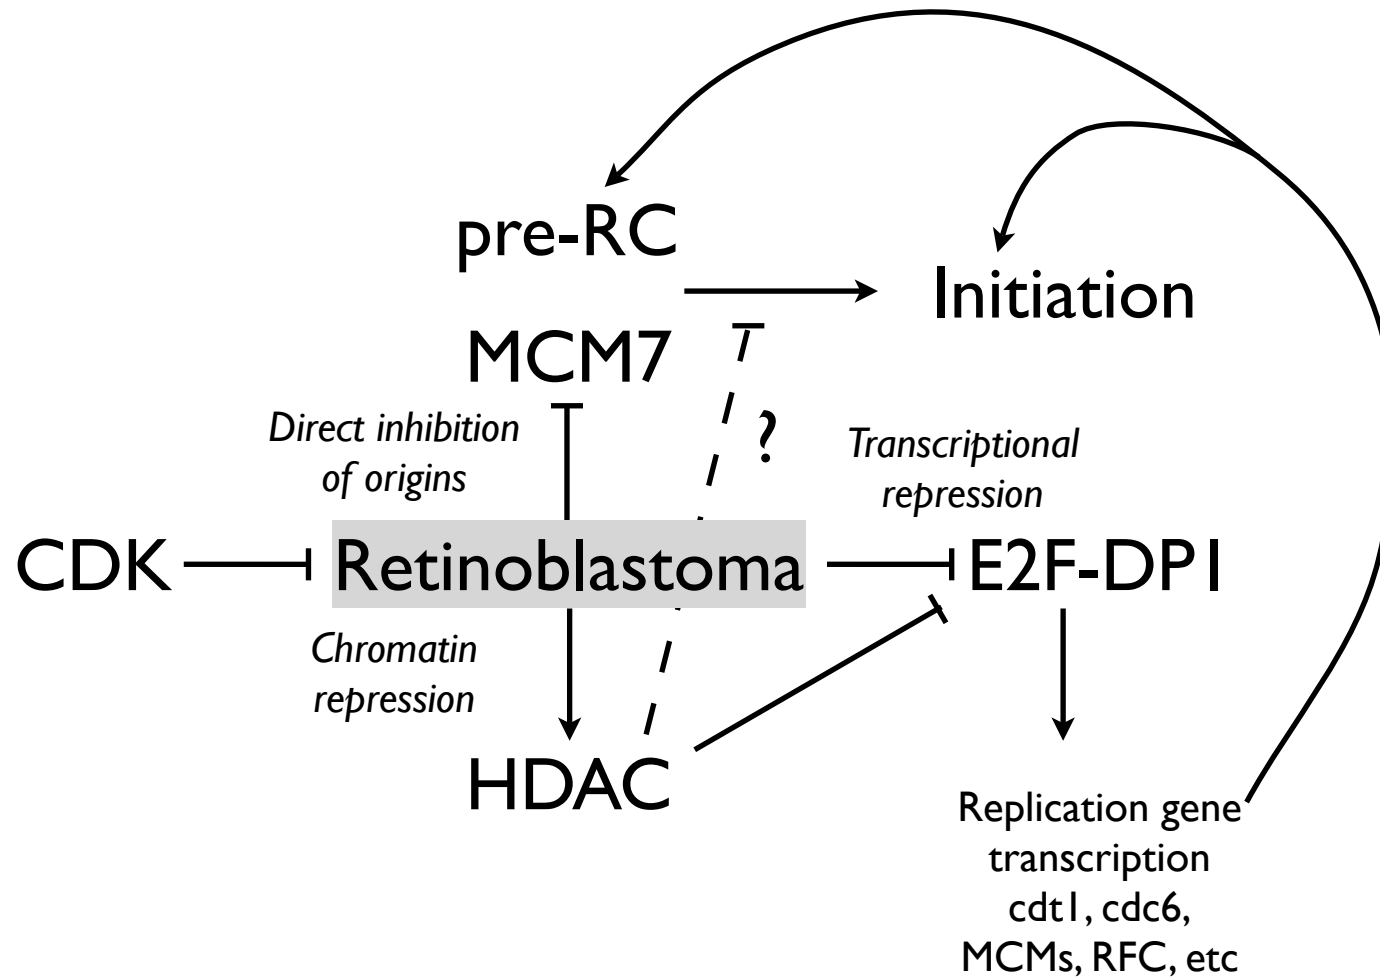 pre-RC
Initiation
MCM7
Direct inhibition
of origins
?
Transcriptional
repression
CDK
Retinoblastoma
E2F-DP1
Chromatin
repression
HDAC
Replication gene
transcription
cdt1, cdc6,
MCMs, RFC, etc